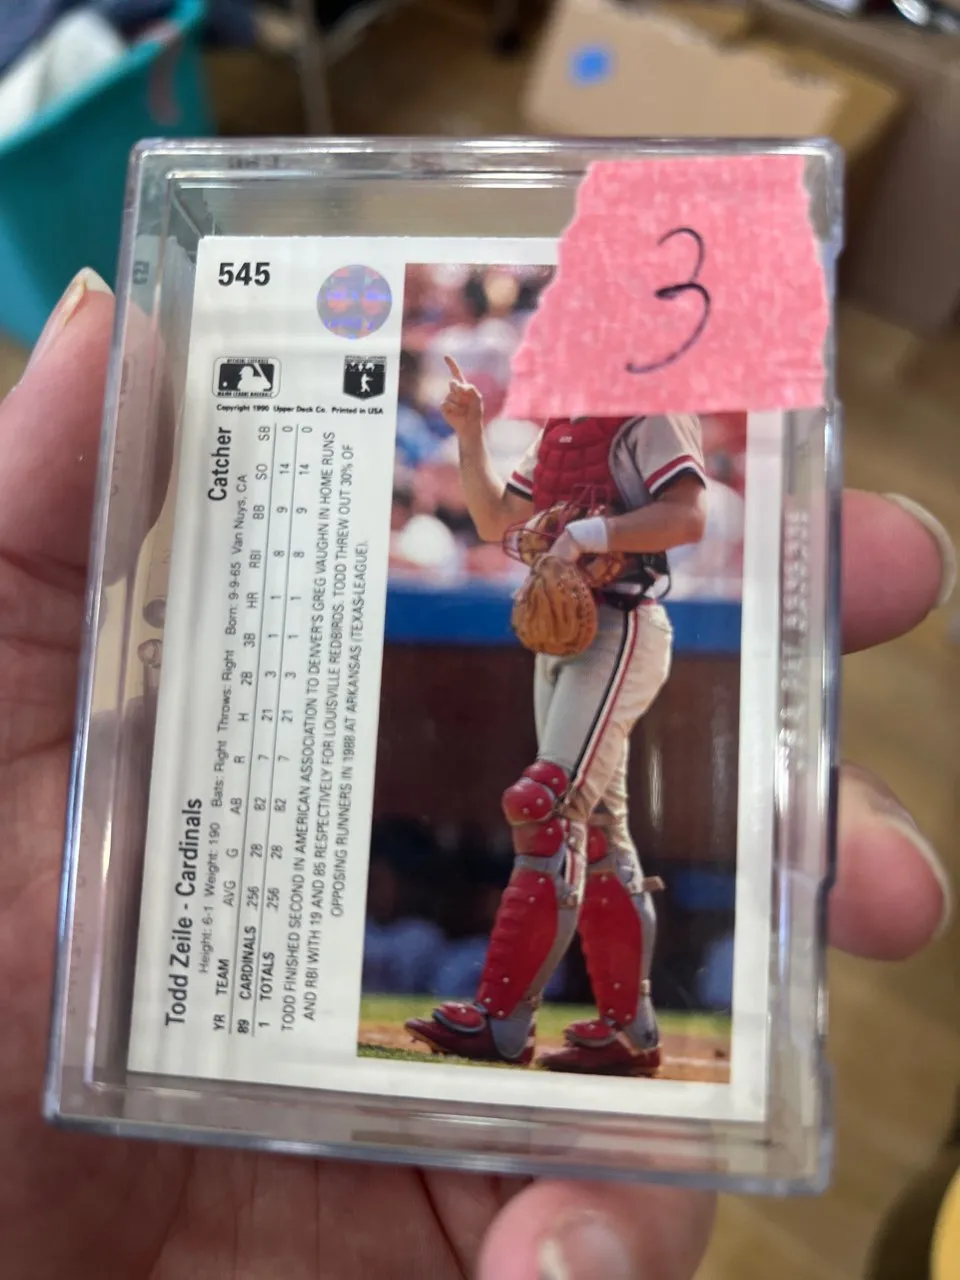 3
545
Copyright 1990 Upper Deck Co. Printed in USA
Todd Zeile - Cardinals Catcher
Height: 6-1 Weight: 190 Bats: Right Throws: Right Born: 9-9-65 Van Nuys, CA
YR TEAM AVG G AB R H 2B 3B HR RBI BB SO SB
89 CARDINALS .256 28 82 7 21 3 1 1 8 9 14 0
1 TOTALS .256 28 82 7 21 3 1 1 8 9 14 0
TODD FINISHED SECOND IN AMERICAN ASSOCIATION TO DENVER'S GREG VAUGHN IN HOME RUNS
AND RBI WITH 19 AND 85 RESPECTIVELY FOR LOUISVILLE REDBIRDS. TODD THREW OUT 30% OF
OPPOSING RUNNERS IN 1988 AT ARKANSAS (TEXAS-LEAGUE).